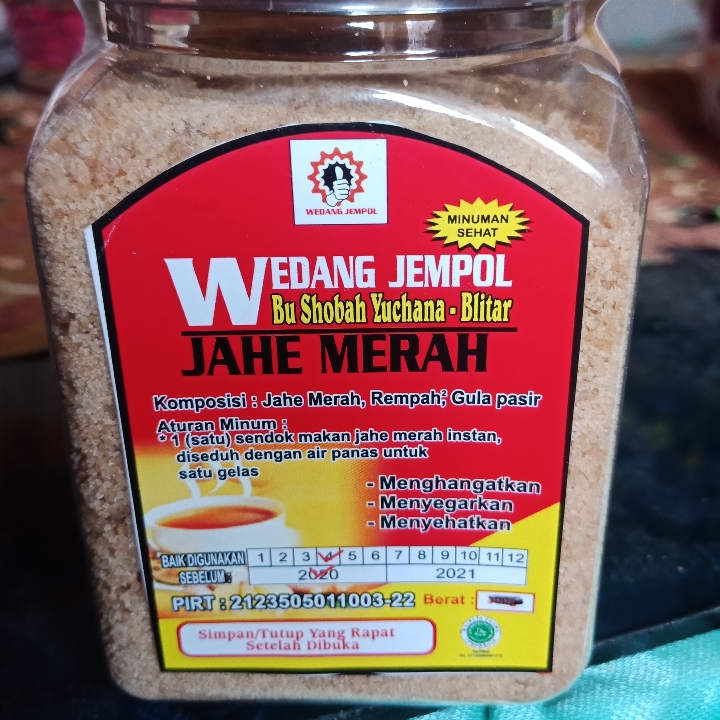 WEDANG JEMPOL
MINUMAN
SEHAT
WEDANG JEMPOL
Bu Shobah Yuchana - Blitar
JAHE MERAH
Komposisi : Jahe Merah, Rempah², Gula pasir
Aturan Minum :
* 1 (satu) sendok makan jahe merah instan,
diseduh dengan air panas untuk
satu gelas
- Menghangatkan
- Menyegarkan
- Menyehatkan
BAIK DIGUNAKAN
SEBELUM :
1 2 3 4 5 6 7 8 9 10 11 12
2020 2021
PIRT : 2123505011003-22 Berat :
Simpan/Tutup Yang Rapat
Setelah Dibuka